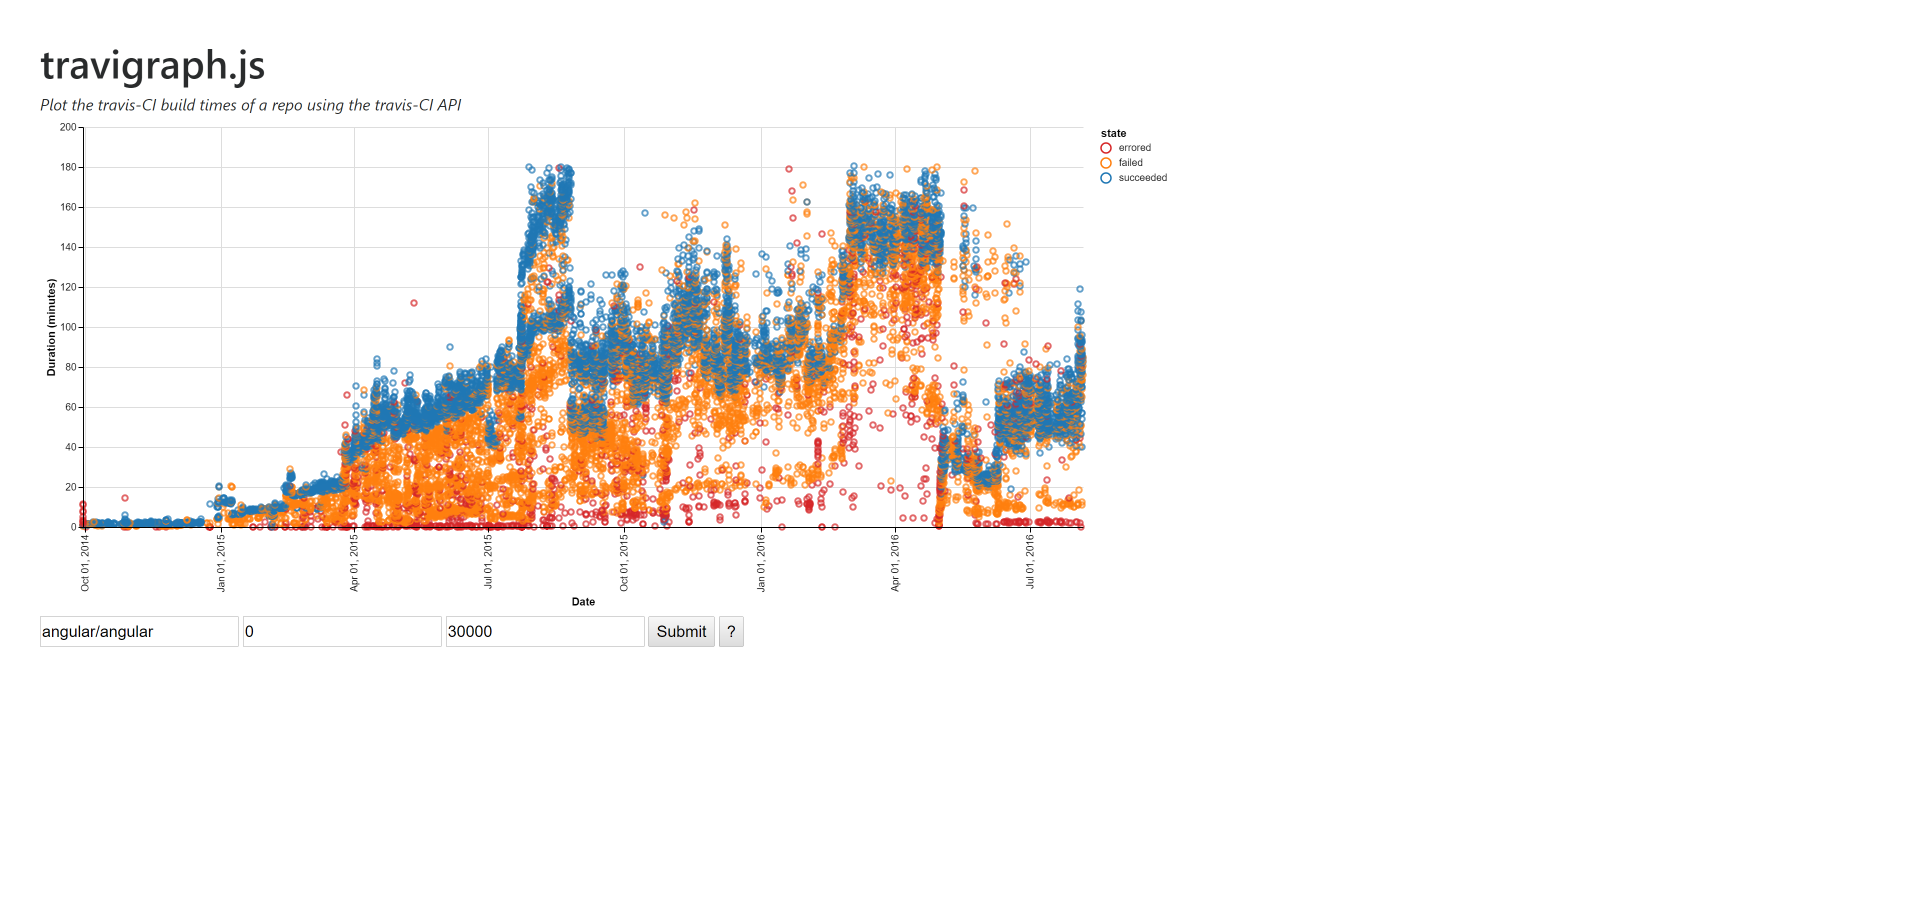 travigraph.js
Plot the travis-CI build times of a repo using the travis-CI API
200
180
160
140
120
100
80
60
40
20
0
Duration (minutes)
Oct 01, 2014
Jan 01, 2015
Apr 01, 2015
Jul 01, 2015
Oct 01, 2015
Jan 01, 2016
Apr 01, 2016
Jul 01, 2016
Date
state
errored
failed
succeeded
angular/angular 0 30000 Submit ?